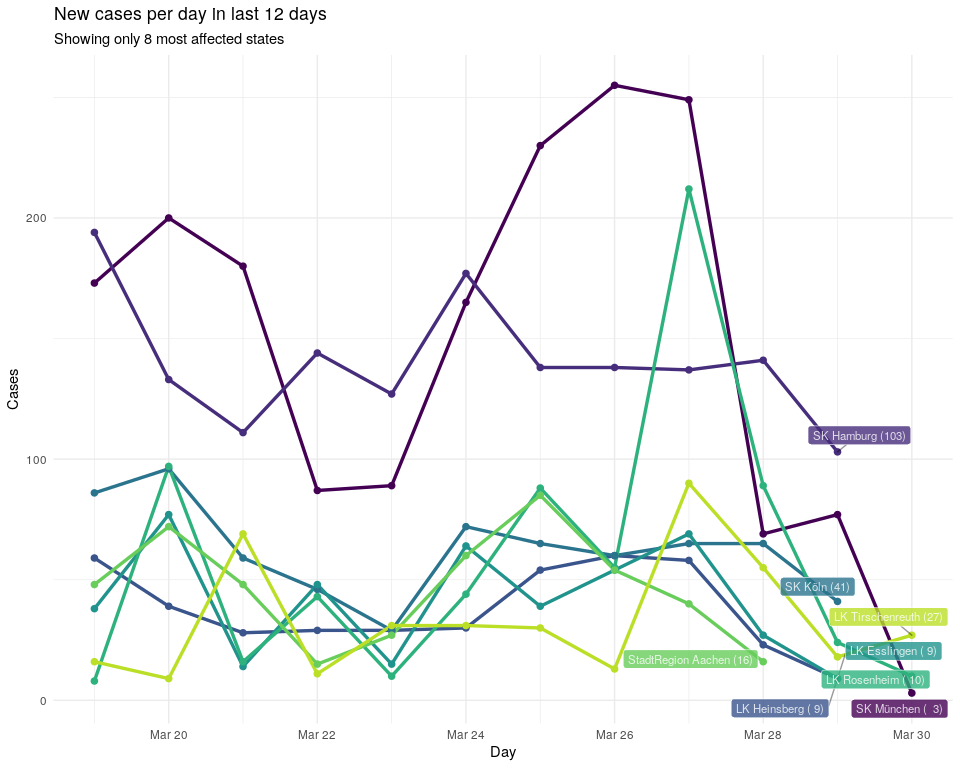 New cases per day in last 12 days
Showing only 8 most affected states
Cases
200
100
0
SK Hamburg (103)
SK Köln (41)
LK Tirschenreuth (27)
LK Esslingen ( 9)
StadtRegion Aachen (16)
LK Rosenheim ( 10)
LK Heinsberg ( 9)
SK München (  3)
Mar 20
Mar 22
Mar 24
Mar 26
Mar 28
Mar 30
Day